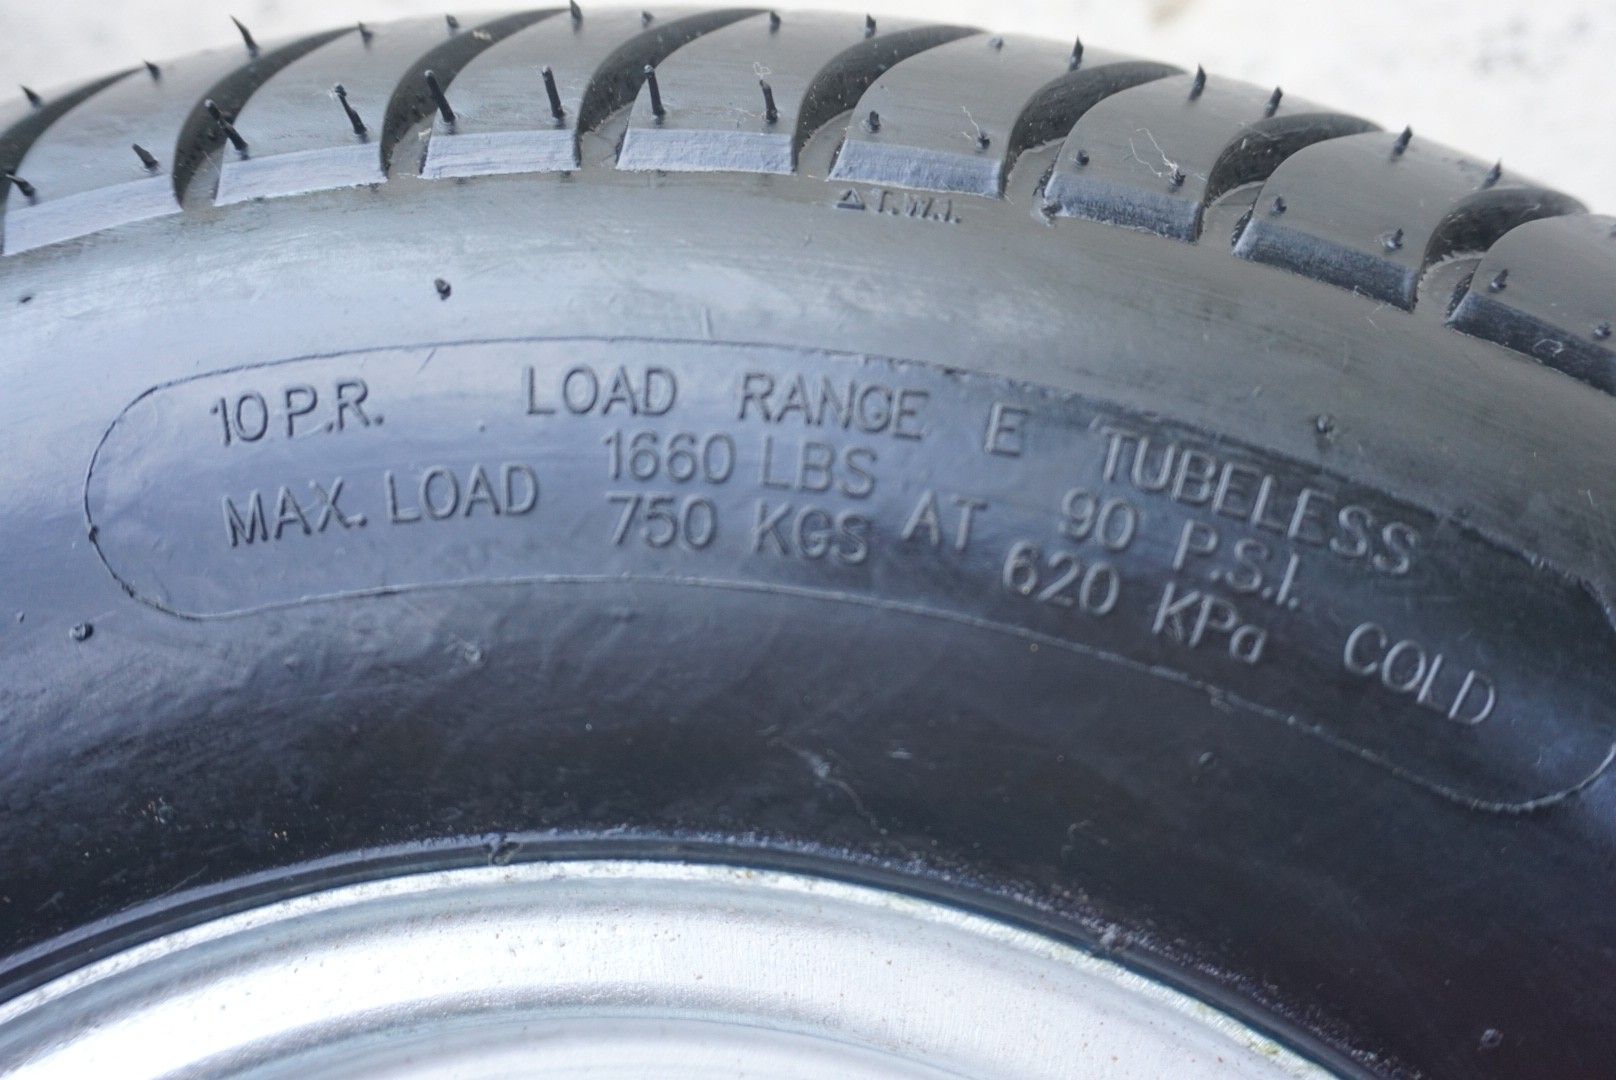 △T.W.I.
10 P.R. LOAD RANGE E TUBELESS
MAX. LOAD 1660 LBS AT 90 P.S.I. COLD
750 KGS 620 KPa